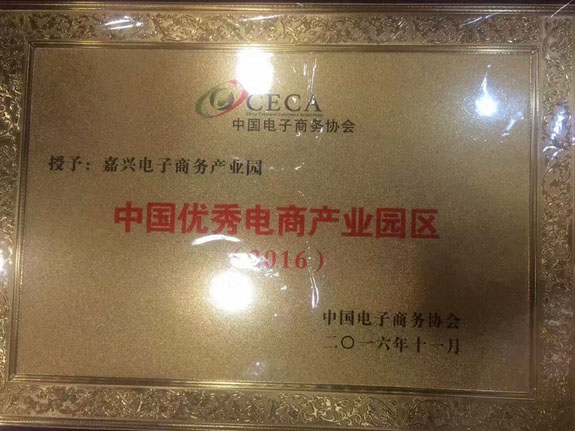 CECA
中国电子商务协会
授予：嘉兴电子商务产业园
中国优秀电商产业园区
（2016）
中国电子商务协会
二〇一六年十一月